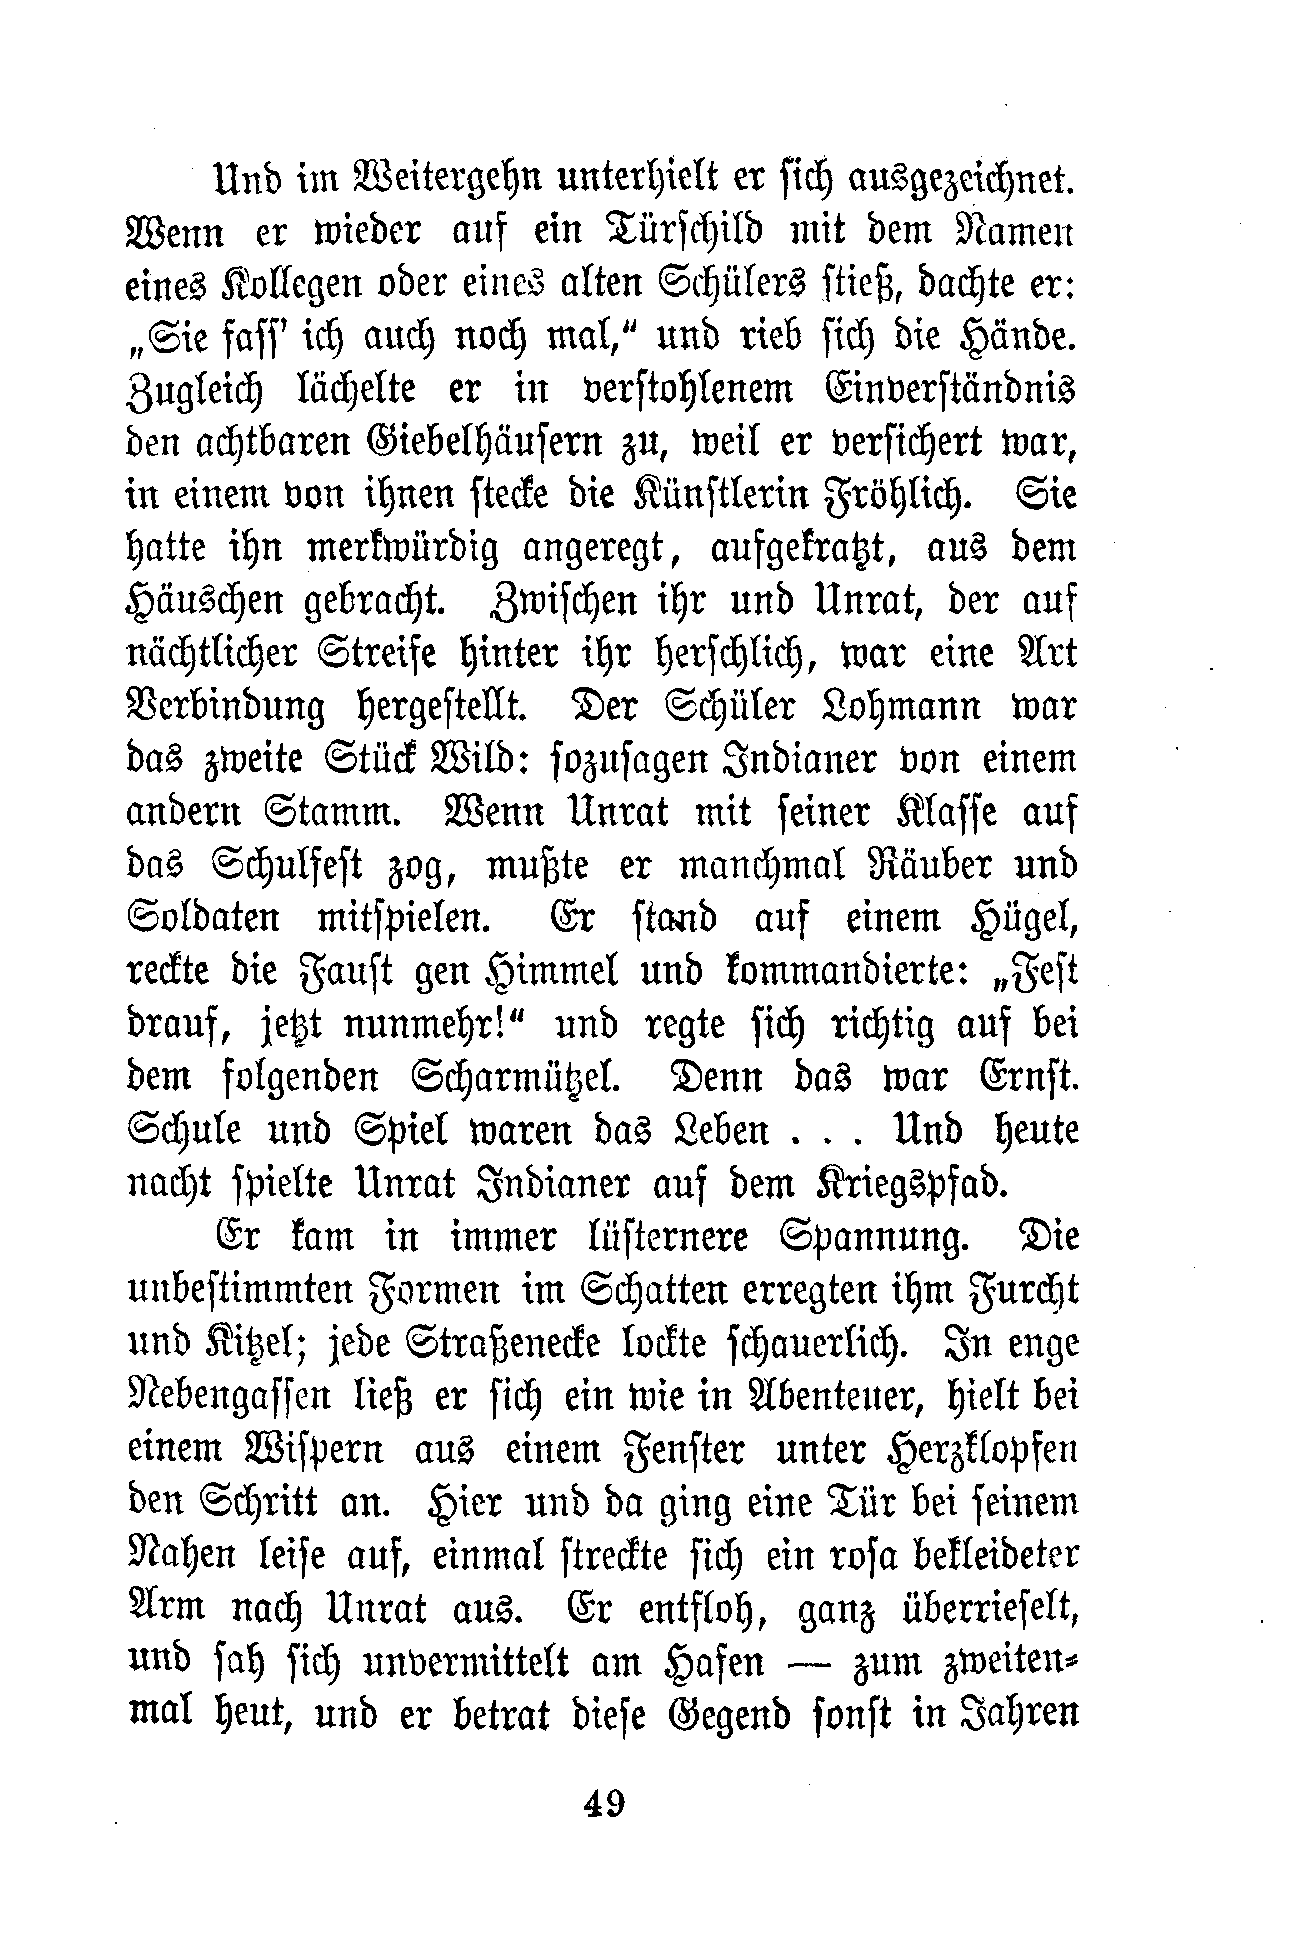 Und im Weitergehn unterhielt er sich ausgezeichnet.
Wenn er wieder auf ein Türschild mit dem Namen
eines Kollegen oder eines alten Schülers stieß, dachte er:
„Sie fass' ich auch noch mal,“ und rieb sich die Hände.
Zugleich lächelte er in verstohlenem Einverständnis
den achtbaren Giebelhäusern zu, weil er versichert war,
in einem von ihnen stecke die Künstlerin Fröhlich. Sie
hatte ihn merkwürdig angeregt, aufgekratzt, aus dem
Häuschen gebracht. Zwischen ihr und Unrat, der auf
nächtlicher Streife hinter ihr herschlich, war eine Art
Verbindung hergestellt. Der Schüler Lohmann war
das zweite Stück Wild: sozusagen Indianer von einem
andern Stamm. Wenn Unrat mit seiner Klasse auf
das Schulfest zog, mußte er manchmal Räuber und
Soldaten mitspielen. Er stand auf einem Hügel,
reckte die Faust gen Himmel und kommandierte: „Fest
drauf, jetzt nunmehr!“ und regte sich richtig auf bei
dem folgenden Scharmützel. Denn das war Ernst.
Schule und Spiel waren das Leben . . . Und heute
nacht spielte Unrat Indianer auf dem Kriegspfad.
Er kam in immer lüsternere Spannung. Die
unbestimmten Formen im Schatten erregten ihm Furcht
und Kitzel; jede Straßenecke lockte schauerlich. In enge
Nebengassen ließ er sich ein wie in Abenteuer, hielt bei
einem Wispern aus einem Fenster unter Herzklopfen
den Schritt an. Hier und da ging eine Tür bei seinem
Nahen leise auf, einmal streckte sich ein rosa bekleideter
Arm nach Unrat aus. Er entfloh, ganz überrieselt,
und sah sich unvermittelt am Hafen — zum zweiten-
mal heut, und er betrat diese Gegend sonst in Jahren
49